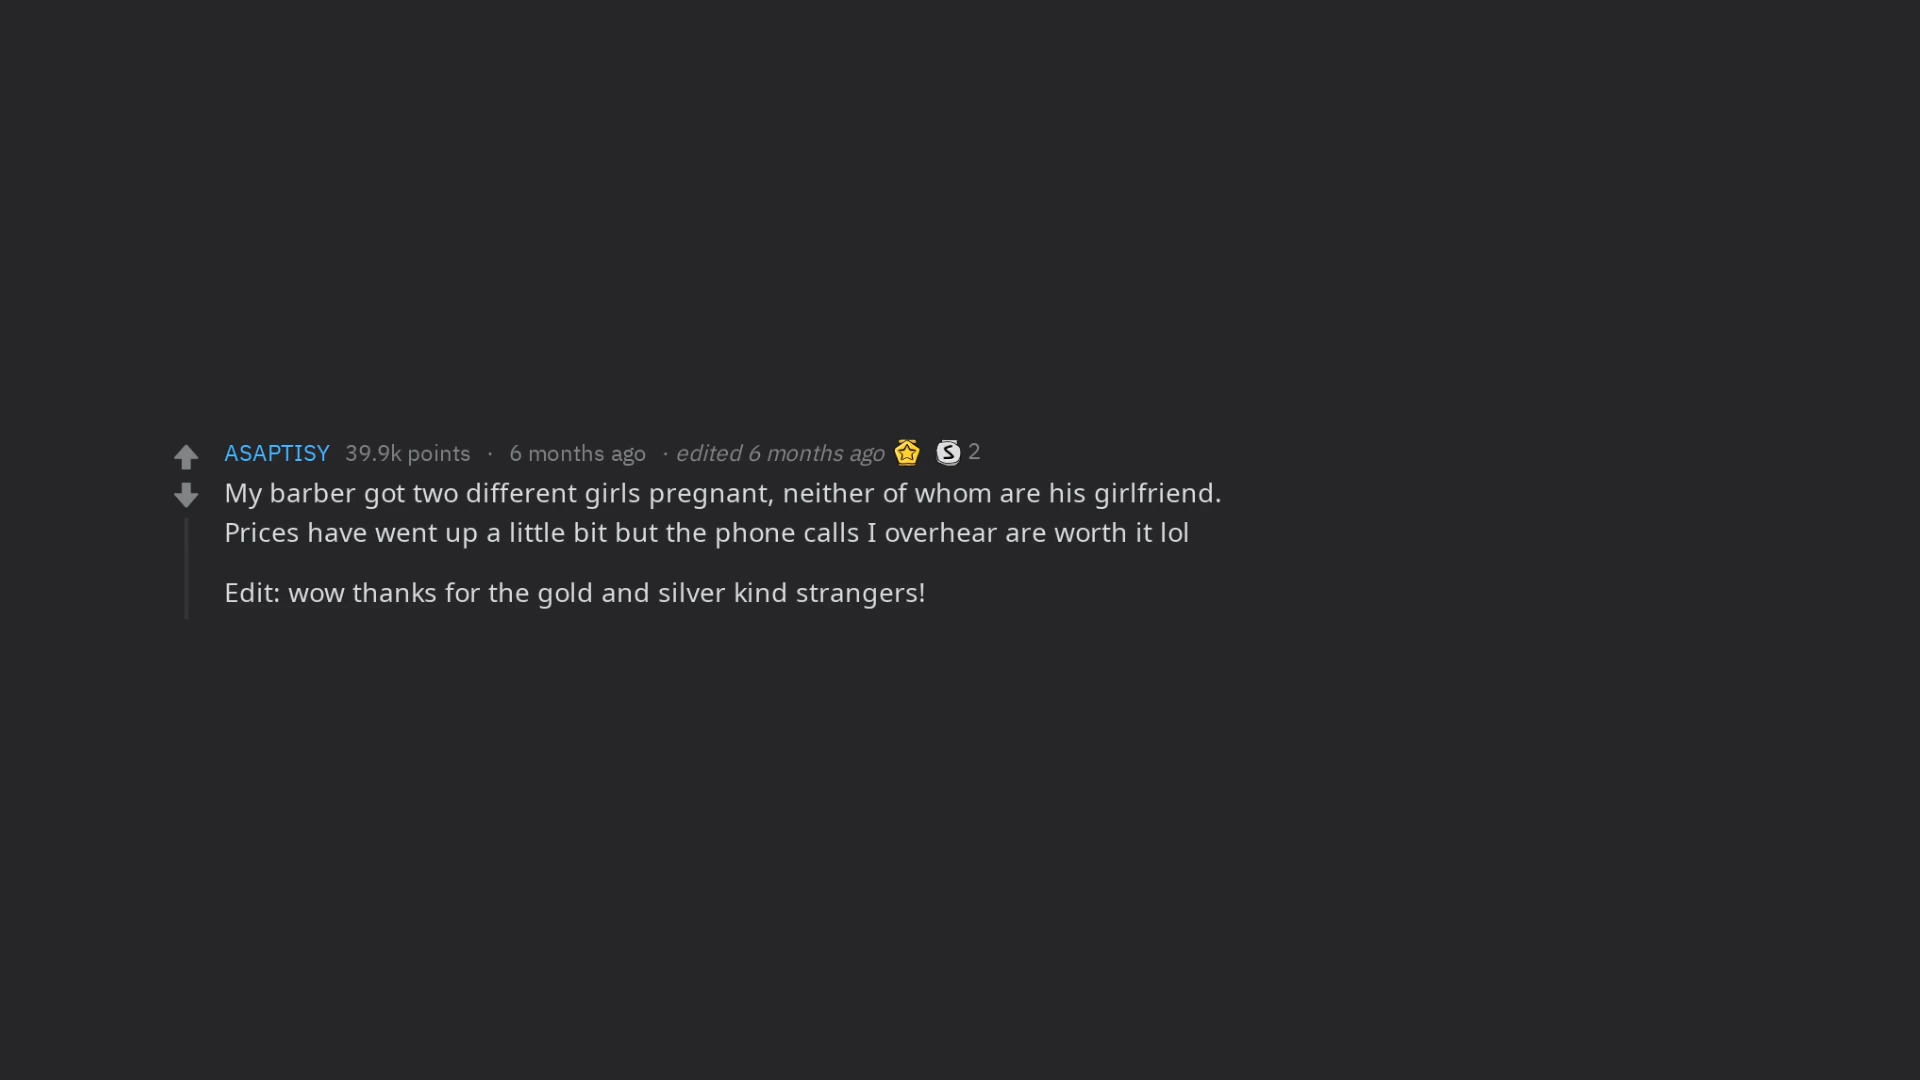 ASAPTISY 39.9k points · 6 months ago · edited 6 months ago S 2
My barber got two different girls pregnant, neither of whom are his girlfriend.
Prices have went up a little bit but the phone calls I overhear are worth it lol
Edit: wow thanks for the gold and silver kind strangers!